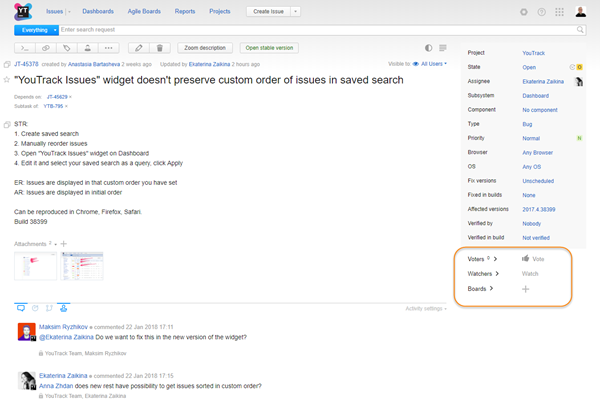 YT
Issues
Dashboards
Agile Boards
Reports
Projects
Create Issue
Everything
Enter search request
Zoom description
Open stable version
JT-45378 created by Anastasia Bartasheva 2 weeks ago Updated by Ekaterina Zaikina 2 hours ago
Visible to All Users
"YouTrack Issues" widget doesn't preserve custom order of issues in saved search
Depends on: JT-45629
Subtask of: YTB-795
STR:
1. Create saved search
2. Manually reorder issues
3. Open "YouTrack Issues" widget on Dashboard
4. Edit it and select your saved search as a query, click Apply
ER: Issues are displayed in that custom order you have set
AR: Issues are displayed in initial order
Can be reproduced in Chrome, Firefox, Safari.
Build 38399
Attachments 2
Activity settings
Maksim Ryzhikov commented 22 Jan 2018 17:11
@Ekaterina Zaikina Do we want to fix this in the new version of the widget?
YouTrack Team, Maksim Ryzhikov
Ekaterina Zaikina commented 22 Jan 2018 17:15
Anna Zhdan does new rest have possibility to get issues sorted in custom order?
YouTrack Team, Ekaterina Zaikina
Project YouTrack
State Open O
Assignee Ekaterina Zaikina
Subsystem Dashboard
Component No component
Type Bug
Priority Normal N
Browser Any Browser
OS Any OS
Fix versions Unscheduled
Fixed in builds None
Affected versions 2017.4.38399
Verified by Nobody
Verified in build Not verified
Voters 0 Vote
Watchers Watch
Boards